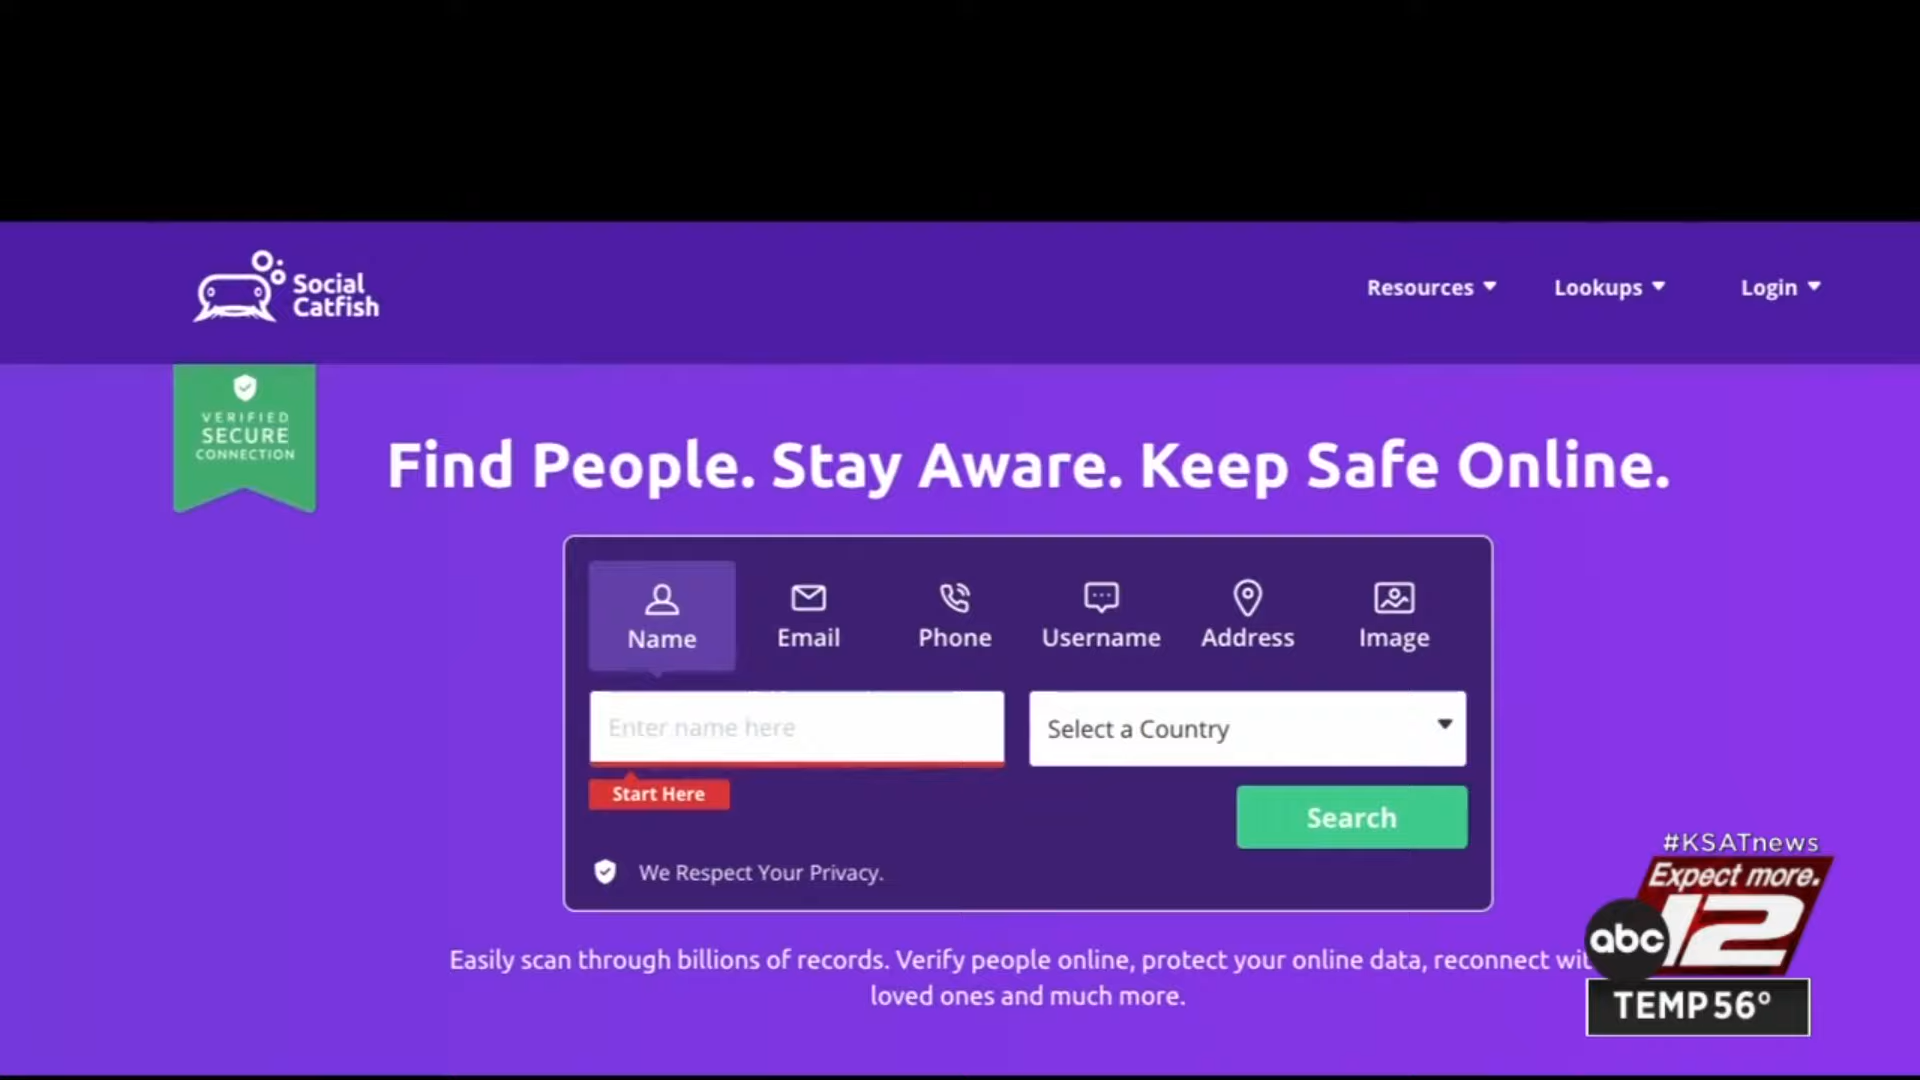 Social
Catfish
Resources
Lookups
Login
VERIFIED
SECURE
CONNECTION
Find People. Stay Aware. Keep Safe Online.
Name
Email
Phone
Username
Address
Image
Enter name here
Select a Country
Start Here
Search
We Respect Your Privacy.
Easily scan through billions of records. Verify people online, protect your online data, reconnect wit
loved ones and much more.
#KSATnews
Expect more.
abc
12
TEMP 56°